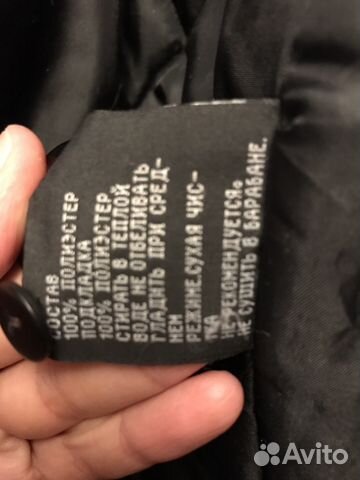 СОСТАВ
100% ПОЛИЭСТЕР
ПОДКЛАДКА
100% ПОЛИЭСТЕР
СТИРАТЬ В ТЕПЛОЙ
ВОДЕ НЕ ОТБЕЛИВАТЬ
ГЛАДИТЬ ПРИ СРЕД-
НЕМ
РЕЖИМЕ.СУХАЯ ЧИС-
ТКА
НЕ РЕКОМЕНДУЕТСЯ.
НЕ СУШИТЬ В БАРАБАНЕ.
Avito